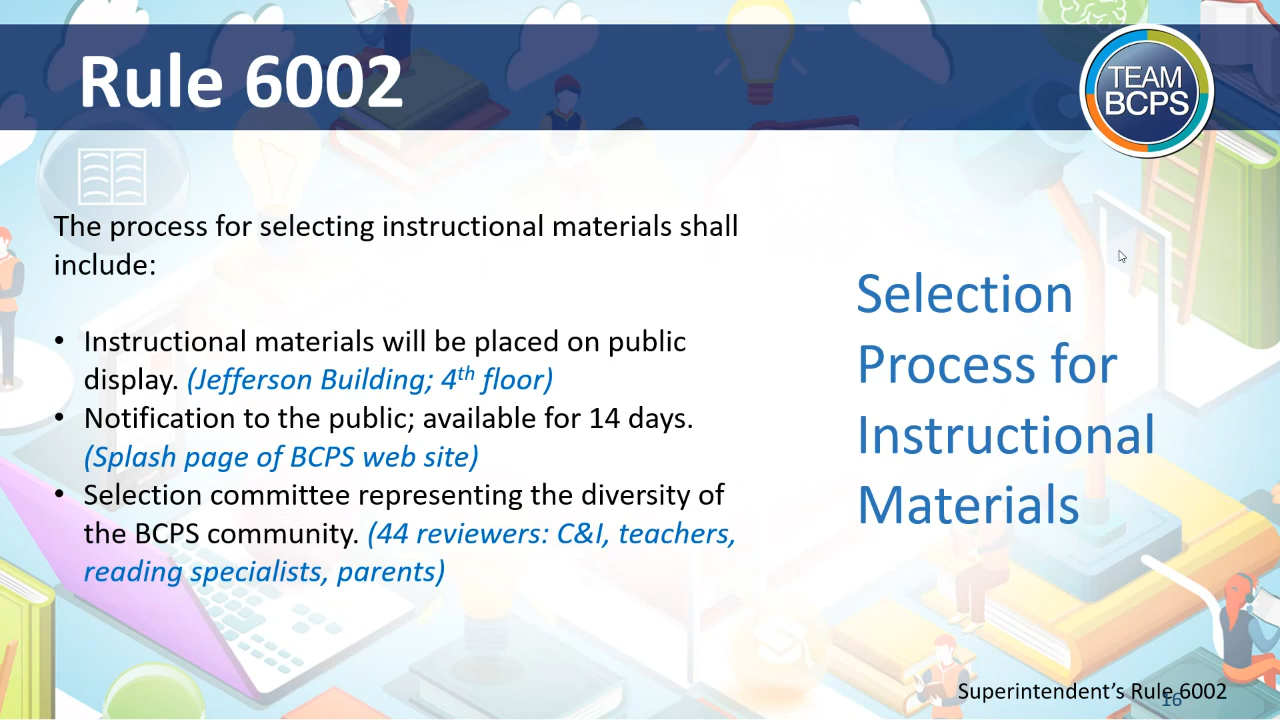 Rule 6002
TEAM
BCPS
The process for selecting instructional materials shall
include:
• Instructional materials will be placed on public
display. (Jefferson Building; 4th floor)
• Notification to the public; available for 14 days.
(Splash page of BCPS web site)
• Selection committee representing the diversity of
the BCPS community. (44 reviewers: C&I, teachers,
reading specialists, parents)
Selection
Process for
Instructional
Materials
Superintendent’s Rule 6002
16